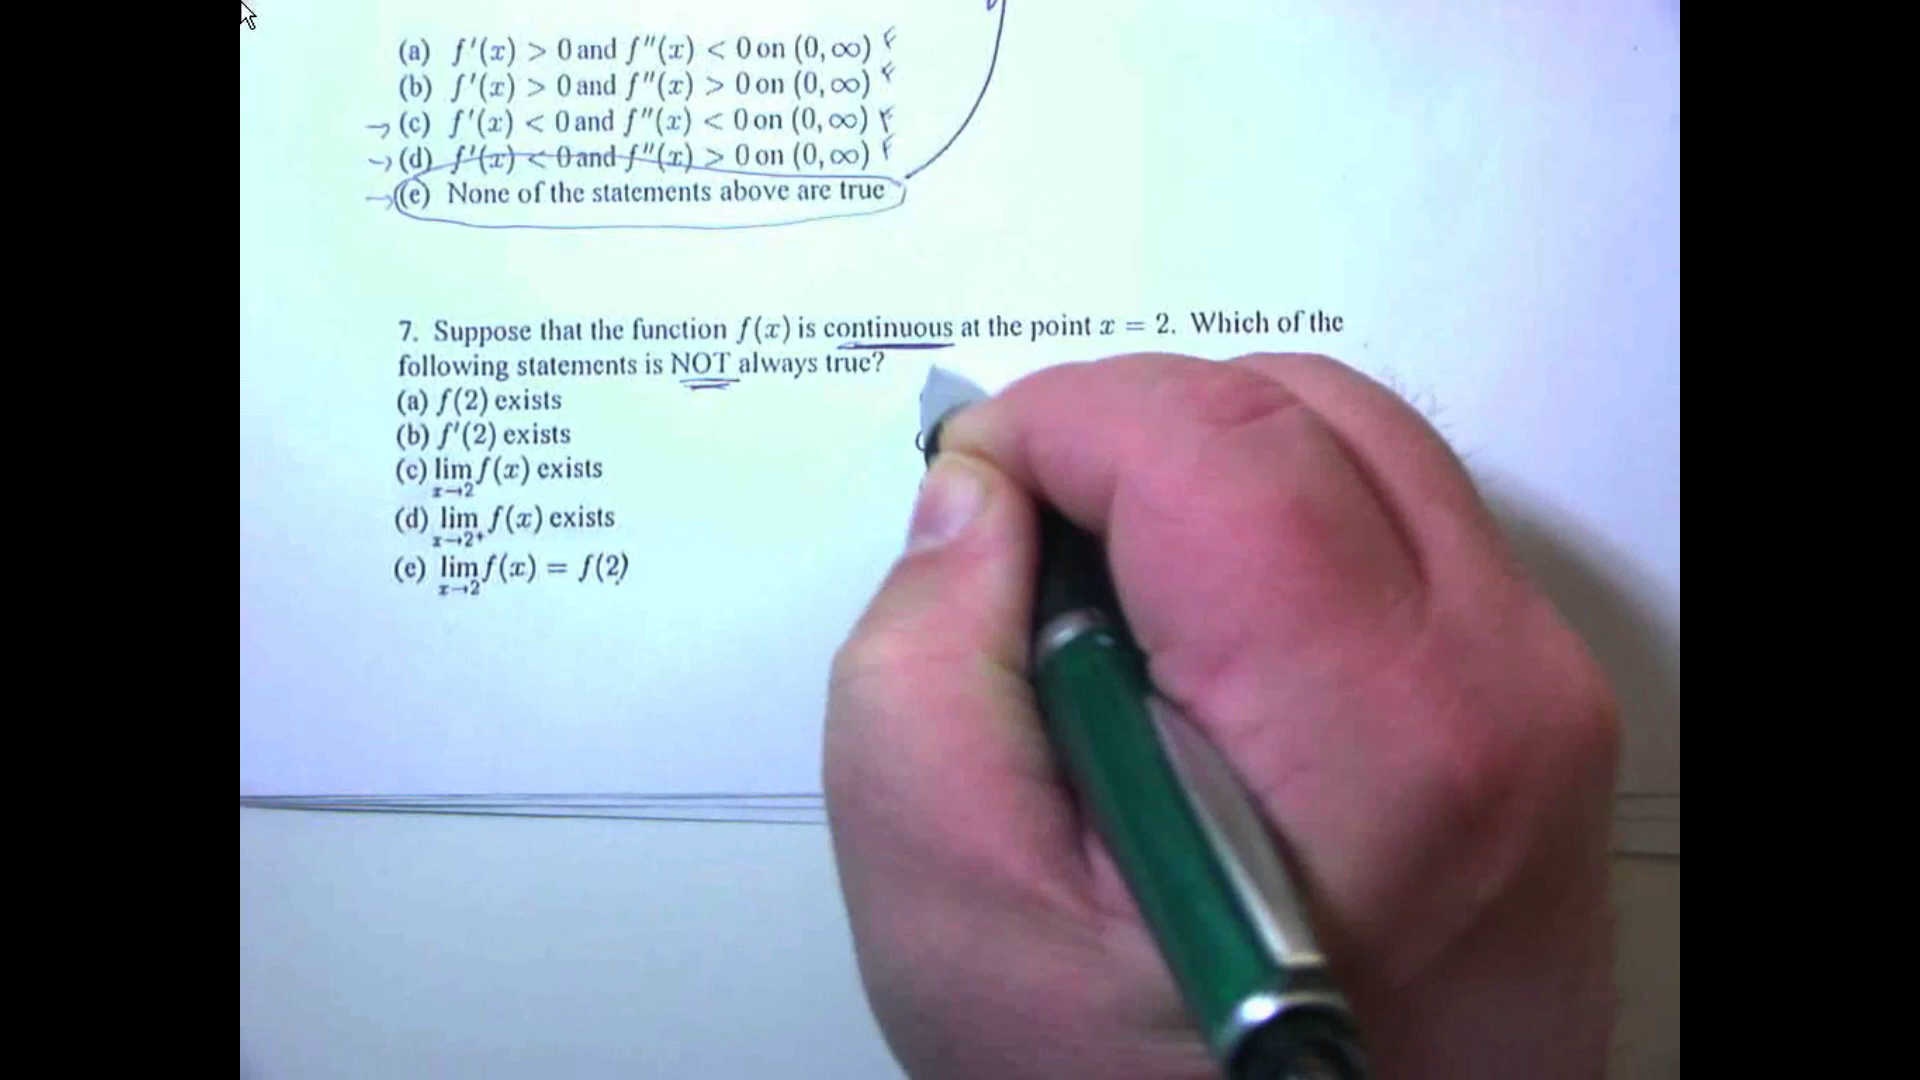 (a) f'(x) > 0 and f''(x) < 0 on (0, ∞) F
(b) f'(x) > 0 and f''(x) > 0 on (0, ∞) F
→ (c) f'(x) < 0 and f''(x) < 0 on (0, ∞) F
→ (d) f'(x) < 0 and f''(x) > 0 on (0, ∞) F
→ (e) None of the statements above are true
7. Suppose that the function f(x) is continuous at the point x = 2. Which of the
following statements is NOT always true?
(a) f(2) exists
(b) f'(2) exists
(c) lim f(x) exists
x→2
(d) lim f(x) exists
x→2+
(e) lim f(x) = f(2)
x→2